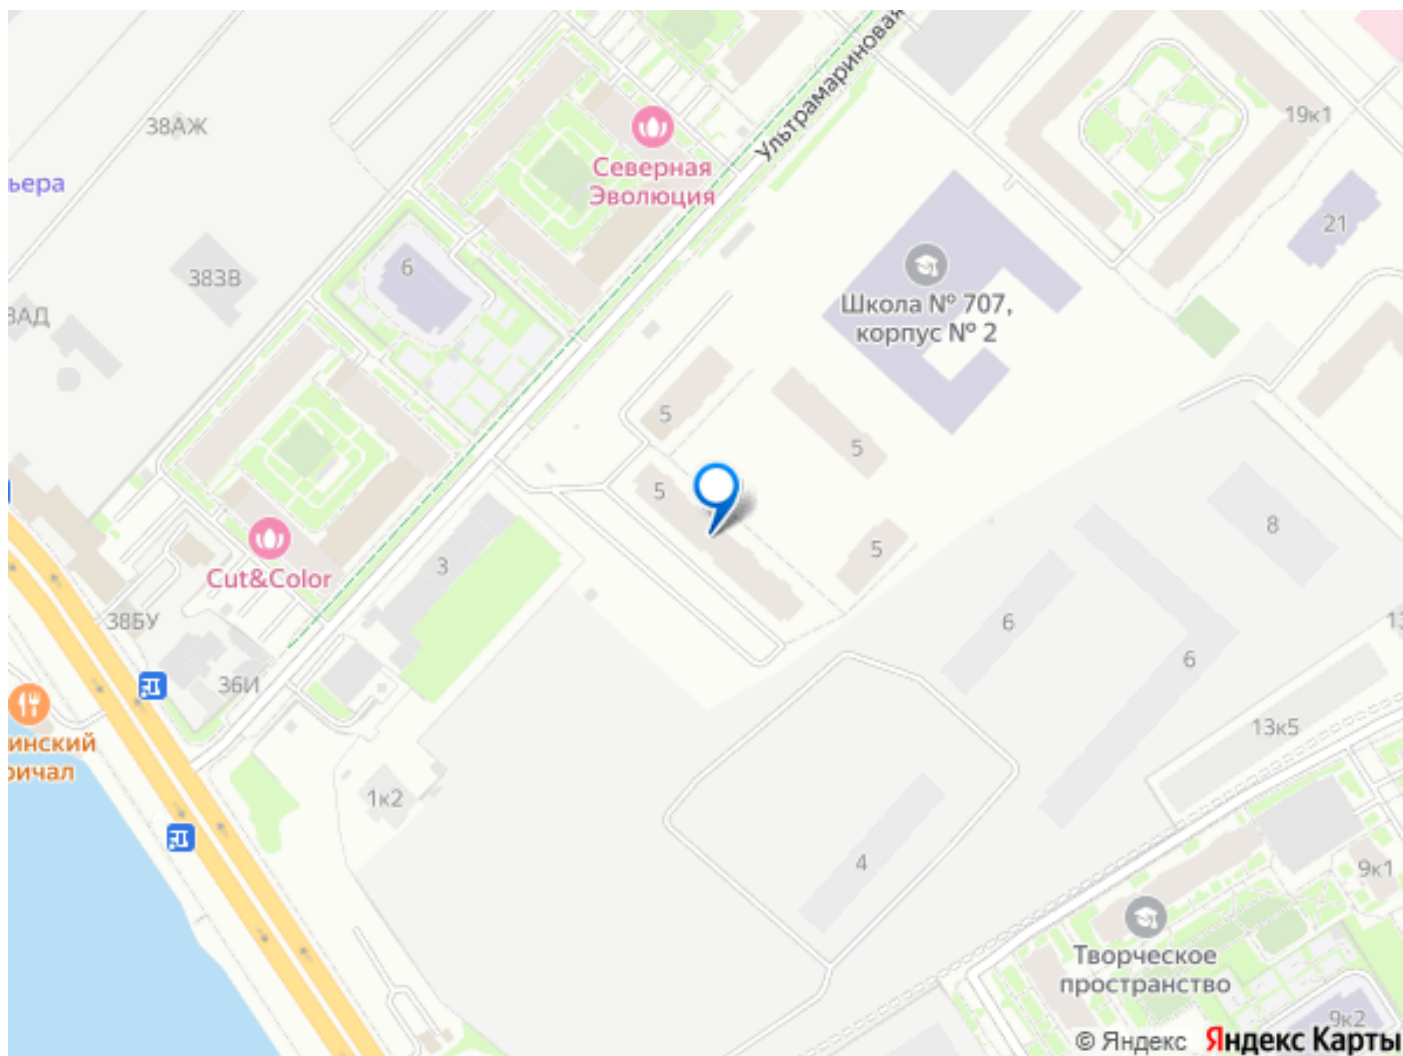 Ультрамариновая
38АЖ
Северная
Эволюция
19к1
ьера
21
6
383В
Школа № 707,
корпус № 2
ЗАД
5
5
5
5
8
3
Cut&Color
38БУ
6
36И
6
13
13к5
инский
ричал
1к2
4
9к1
Творческое
пространство
9к2
© Яндекс Яндекс Карты